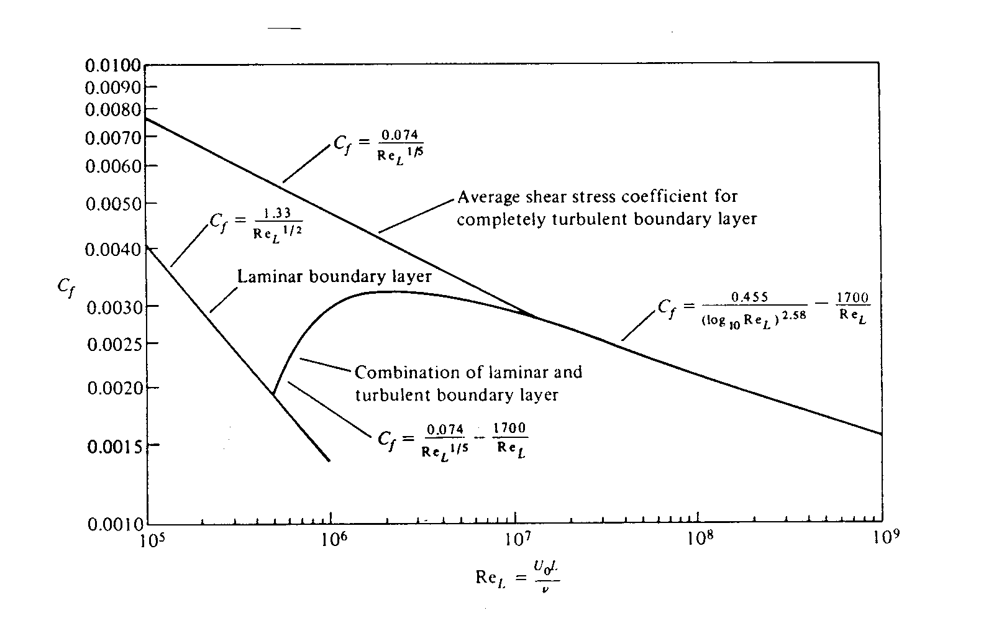 0.0100
0.0090
0.0080
0.0070
0.0060
0.0050
0.0040
0.0030
0.0025
0.0020
0.0015
0.0010
C_f
C_f = 0.074 / Re_L^1/5
Average shear stress coefficient for
completely turbulent boundary layer
C_f = 1.33 / Re_L^1/2
Laminar boundary layer
C_f = 0.455 / (log_10 Re_L)^2.58 − 1700 / Re_L
Combination of laminar and
turbulent boundary layer
C_f = 0.074 / Re_L^1/5 − 1700 / Re_L
10^5 10^6 10^7 10^8 10^9
Re_L = U_0L / ν